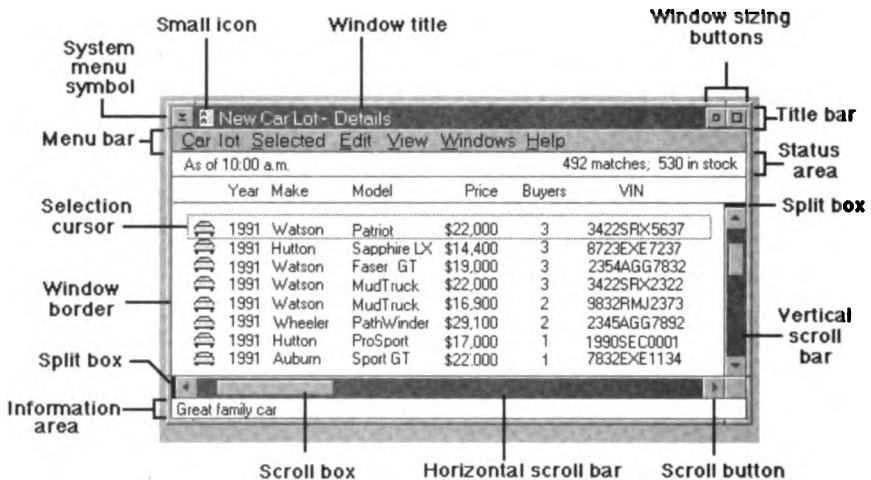 Small icon
Window title
Window sizing
buttons
System
menu
symbol
New Car Lot - Details
Title bar
Menu bar
Car lot Selected Edit View Windows Help
As of 10:00 a.m. 492 matches; 530 in stock
Status
area
Year Make Model Price Buyers VIN
Split box
Selection
cursor
1991 Watson Patriot $22,000 3 3422SRX5637
1991 Hutton Sapphire LX $14,400 3 8723EXE7237
1991 Watson Faser GT $19,000 3 2354AGG7832
1991 Watson MudTruck $22,000 3 3422SRX2322
1991 Watson MudTruck $16,900 2 9832RMJ2373
1991 Wheeler PathWinder $29,100 2 2345AGG7892
1991 Hutton ProSport $17,000 1 1990SEC0001
1991 Auburn Sport GT $22.000 1 7832EXE1134
Window
border
Vertical
scroll
bar
Split box
Information
area
Great family car
Scroll box
Horizontal scroll bar
Scroll button